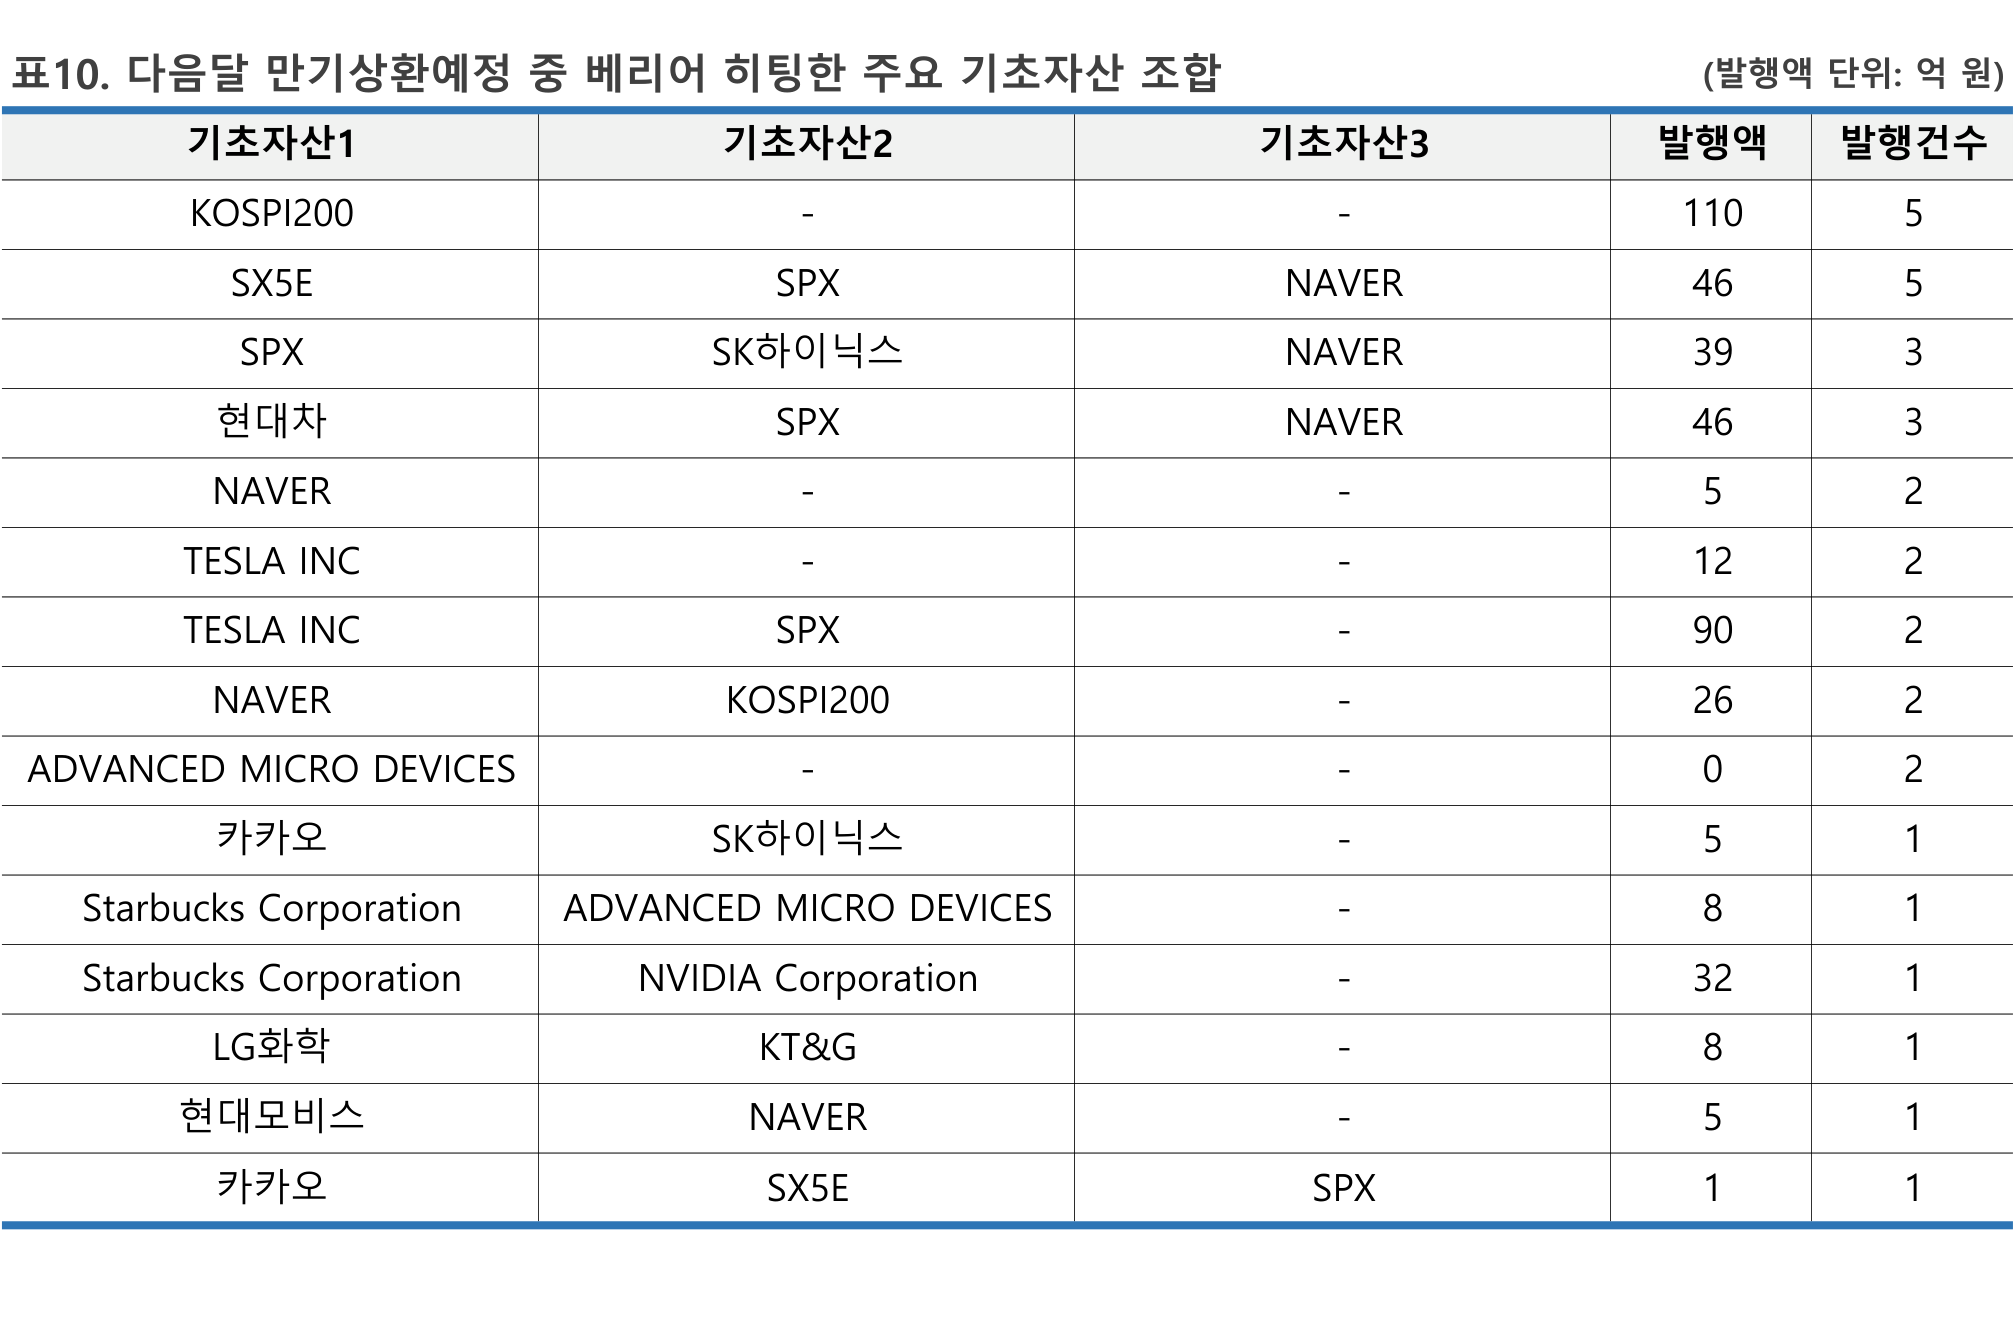 표10. 다음달 만기상환예정 중 베리어 히팅한 주요 기초자산 조합 (발행액 단위: 억 원)
기초자산1 기초자산2 기초자산3 발행액 발행건수
KOSPI200 - - 110 5
SX5E SPX NAVER 46 5
SPX SK하이닉스 NAVER 39 3
현대차 SPX NAVER 46 3
NAVER - - 5 2
TESLA INC - - 12 2
TESLA INC SPX - 90 2
NAVER KOSPI200 - 26 2
ADVANCED MICRO DEVICES - - 0 2
카카오 SK하이닉스 - 5 1
Starbucks Corporation ADVANCED MICRO DEVICES - 8 1
Starbucks Corporation NVIDIA Corporation - 32 1
LG화학 KT&G - 8 1
현대모비스 NAVER - 5 1
카카오 SX5E SPX 1 1